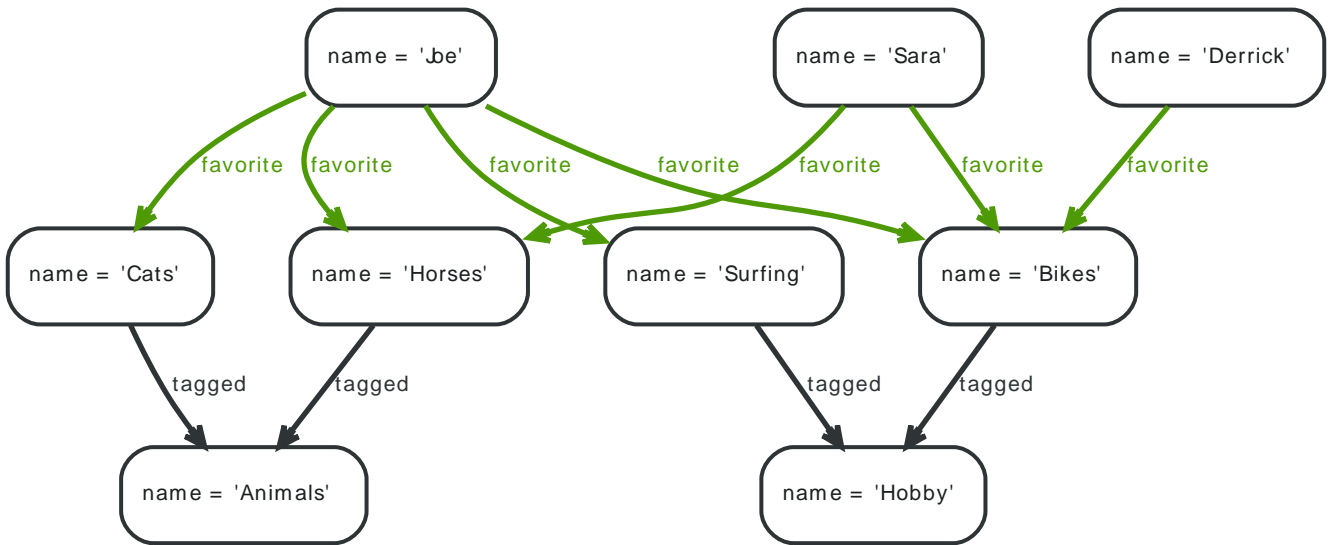 name = 'Joe'
name = 'Sara'
name = 'Derrick'
favorite
favorite
favorite
favorite
favorite
favorite
favorite
name = 'Cats'
name = 'Horses'
name = 'Surfing'
name = 'Bikes'
tagged
tagged
tagged
tagged
name = 'Animals'
name = 'Hobby'